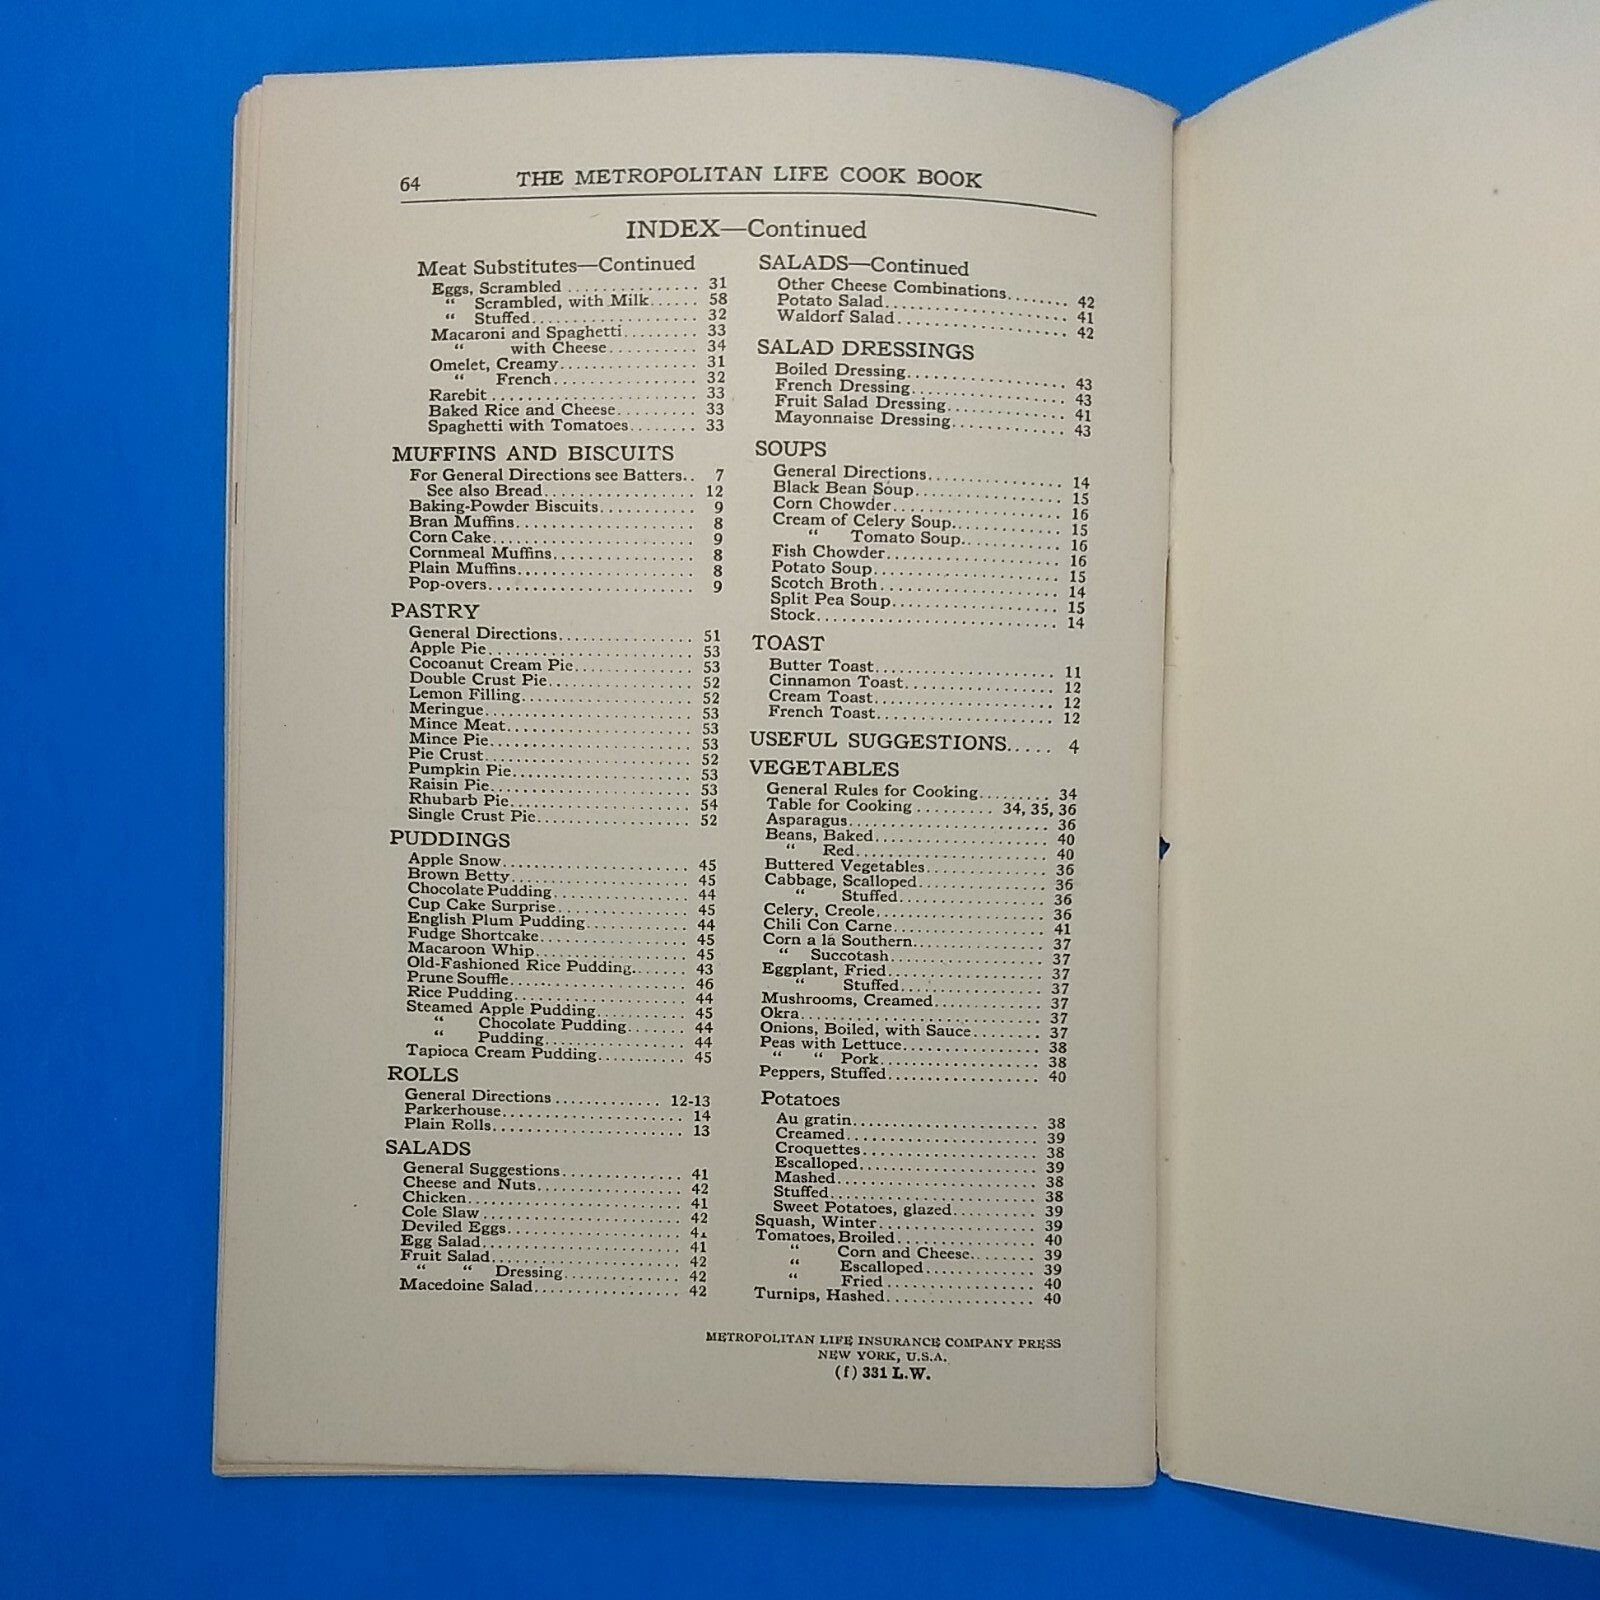 64
THE METROPOLITAN LIFE COOK BOOK
INDEX—Continued
Meat Substitutes—Continued
Eggs, Scrambled ................ 31
“ Scrambled, with Milk...... 58
“ Stuffed.................... 32
Macaroni and Spaghetti......... 33
“ with Cheese.......... 34
Omelet, Creamy................. 31
“ French................. 32
Rarebit ......................... 33
Baked Rice and Cheese......... 33
Spaghetti with Tomatoes........ 33
MUFFINS AND BISCUITS
For General Directions see Batters.. 7
See also Bread................. 12
Baking-Powder Biscuits.......... 9
Bran Muffins.................... 8
Corn Cake....................... 9
Cornmeal Muffins............... 8
Plain Muffins.................... 8
Pop-overs....................... 9
PASTRY
General Directions............... 51
Apple Pie....................... 53
Cocoanut Cream Pie............. 53
Double Crust Pie................ 52
Lemon Filling................... 52
Meringue....................... 53
Mince Meat..................... 53
Mince Pie....................... 53
Pie Crust....................... 52
Pumpkin Pie.................... 53
Raisin Pie....................... 53
Rhubarb Pie.................... 54
Single Crust Pie................. 52
PUDDINGS
Apple Snow..................... 45
Brown Betty.................... 45
Chocolate Pudding............... 44
Cup Cake Surprise............... 45
English Plum Pudding............ 44
Fudge Shortcake................. 45
Macaroon Whip.................. 45
Old-Fashioned Rice Pudding....... 43
Prune Souffle.................... 46
Rice Pudding.................... 44
Steamed Apple Pudding........... 45
“ Chocolate Pudding....... 44
“ Pudding................ 44
Tapioca Cream Pudding.......... 45
ROLLS
General Directions ............. 12-13
Parkerhouse..................... 14
Plain Rolls...................... 13
SALADS
General Suggestions.............. 41
Cheese and Nuts................. 42
Chicken......................... 41
Cole Slaw....................... 42
Deviled Eggs....................
Egg Salad....................... 41
Fruit Salad...................... 42
“ “ Dressing.............. 42
Macedoine Salad................. 42
SALADS—Continued
Other Cheese Combinations........ 42
Potato Salad..................... 41
Waldorf Salad.................... 42
SALAD DRESSINGS
Boiled Dressing.................. 43
French Dressing.................. 43
Fruit Salad Dressing.............. 41
Mayonnaise Dressing............. 43
SOUPS
General Directions................ 14
Black Bean Soup................. 15
Corn Chowder................... 16
Cream of Celery Soup............. 15
“ Tomato Soup............ 16
Fish Chowder.................... 16
Potato Soup..................... 15
Scotch Broth.................... 14
Split Pea Soup................... 15
Stock........................... 14
TOAST
Butter Toast..................... 11
Cinnamon Toast.................. 12
Cream Toast..................... 12
French Toast.................... 12
USEFUL SUGGESTIONS..... 4
VEGETABLES
General Rules for Cooking......... 34
Table for Cooking ......... 34, 35, 36
Asparagus....................... 36
Beans, Baked.................... 40
“ Red....................... 40
Buttered Vegetables............... 36
Cabbage, Scalloped............... 36
“ Stuffed................. 36
Celery, Creole................... 36
Chili Con Carne.................. 41
Corn a la Southern................ 37
“ Succotash................... 37
Eggplant, Fried.................. 37
“ Stuffed................. 37
Mushrooms, Creamed............. 37
Okra............................ 37
Onions, Boiled, with Sauce........ 37
Peas with Lettuce................ 38
“ “ Pork................... 38
Peppers, Stuffed.................. 40
Potatoes
Au gratin....................... 38
Creamed........................ 39
Croquettes...................... 38
Escalloped...................... 39
Mashed......................... 38
Stuffed.......................... 38
Sweet Potatoes, glazed.......... 39
Squash, Winter................... 39
Tomatoes, Broiled................ 40
“ Corn and Cheese........ 39
“ Escalloped.............. 39
“ Fried................... 40
Turnips, Hashed.................. 40
METROPOLITAN LIFE INSURANCE COMPANY PRESS
NEW YORK, U.S.A.
(f) 331 L.W.